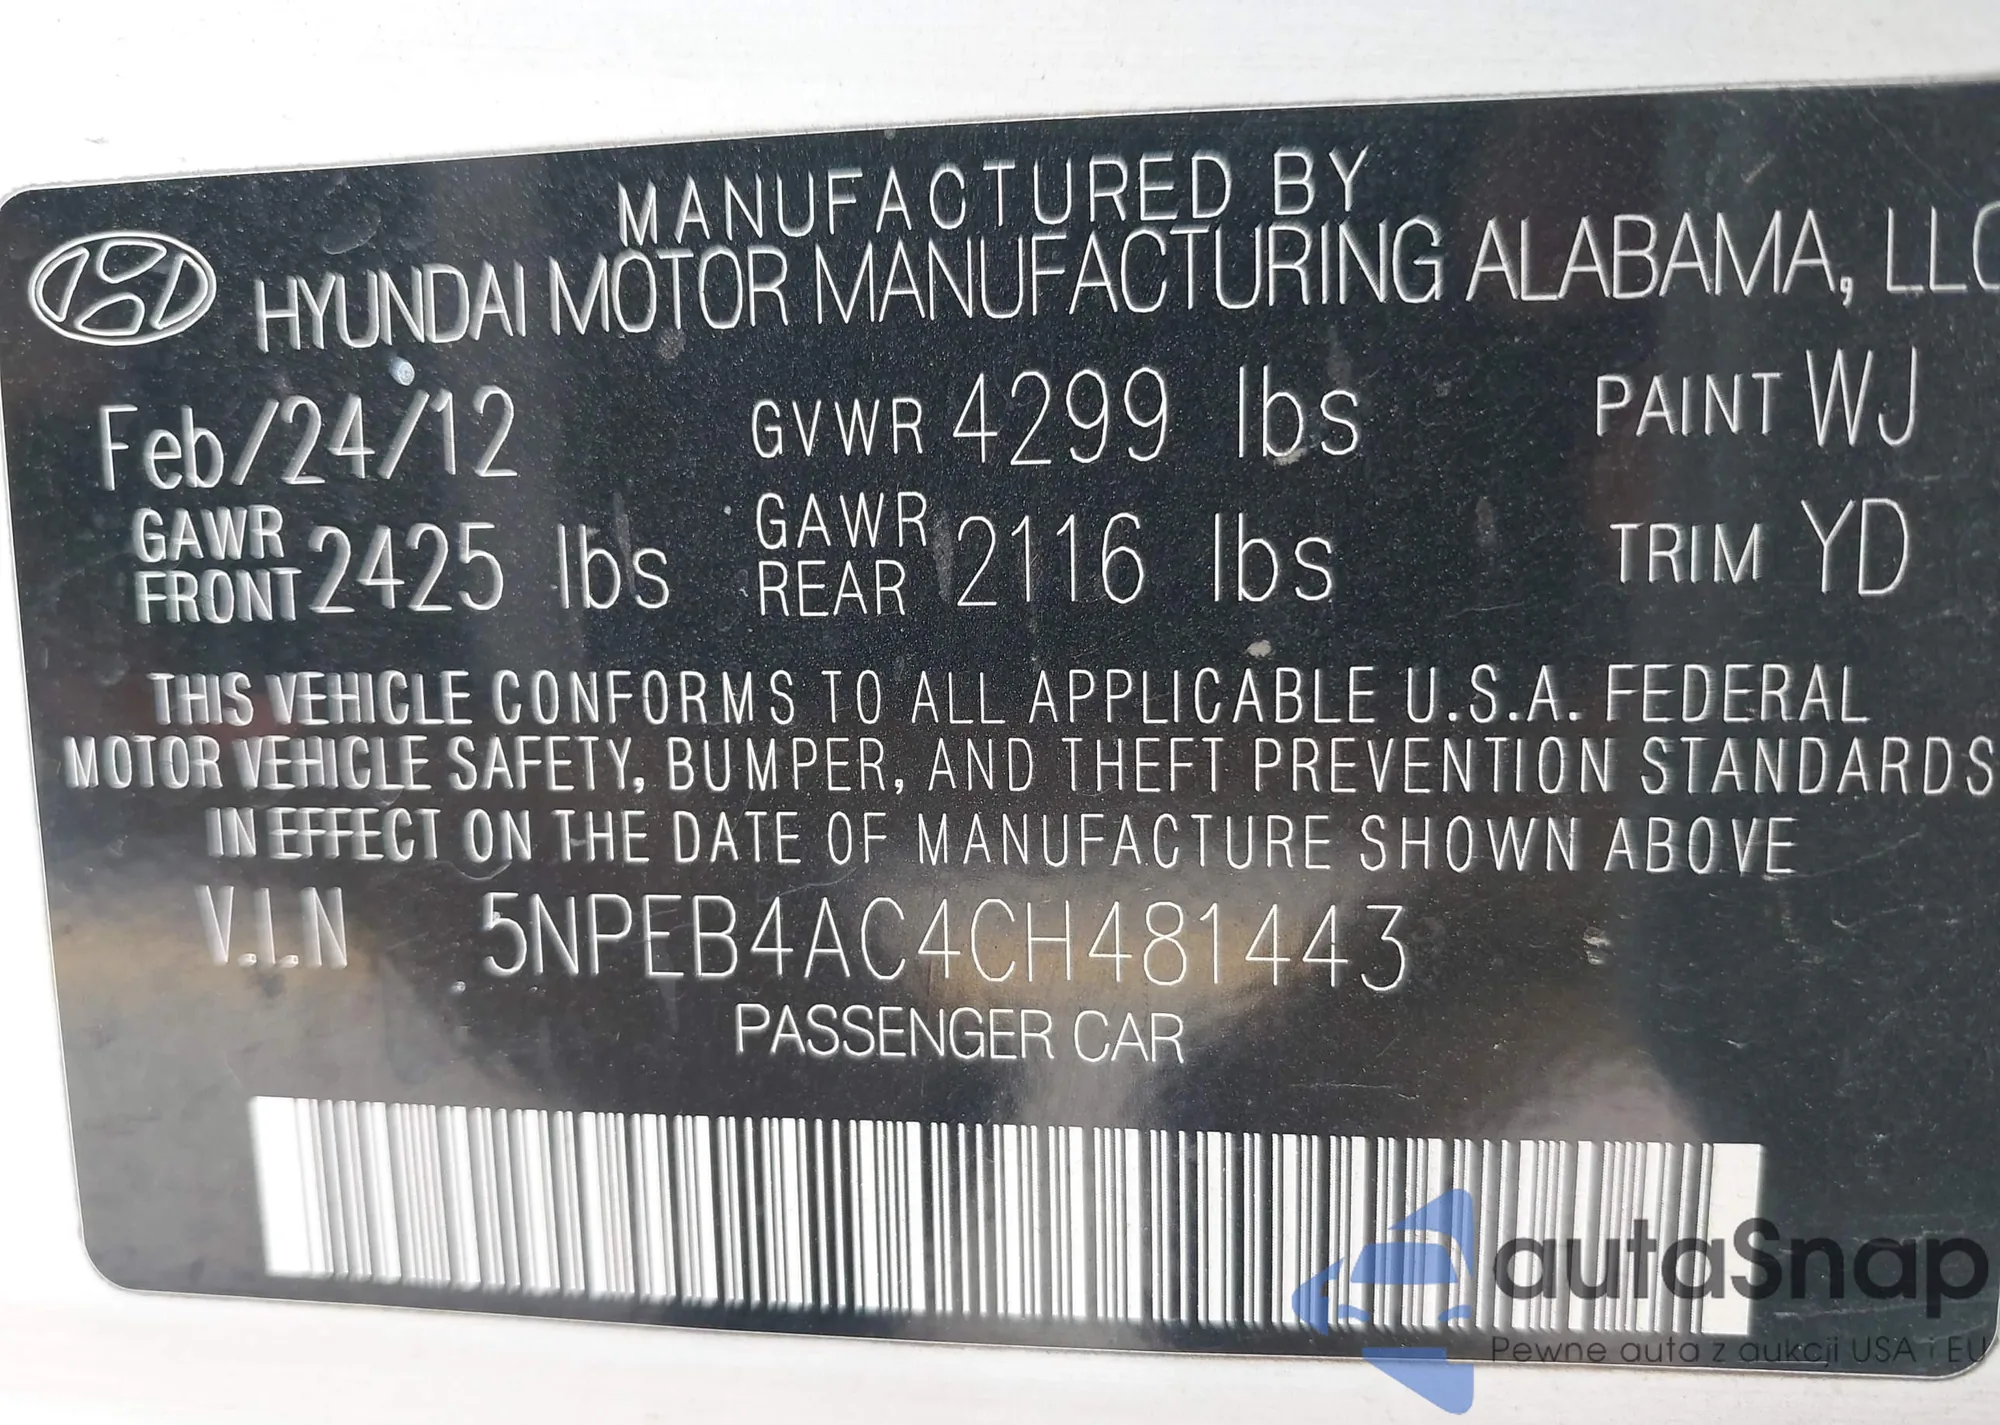 MANUFACTURED BY
HYUNDAI MOTOR MANUFACTURING ALABAMA, LLC
Feb/24/12 GVWR 4299 lbs PAINT WJ
GAWR FRONT 2425 lbs GAWR REAR 2116 lbs TRIM YD
THIS VEHICLE CONFORMS TO ALL APPLICABLE U.S.A. FEDERAL
MOTOR VEHICLE SAFETY, BUMPER, AND THEFT PREVENTION STANDARDS
IN EFFECT ON THE DATE OF MANUFACTURE SHOWN ABOVE
V.I.N 5NPEB4AC4CH481443
PASSENGER CAR
autaSnap
Pewne auta z aukcji USA i EU